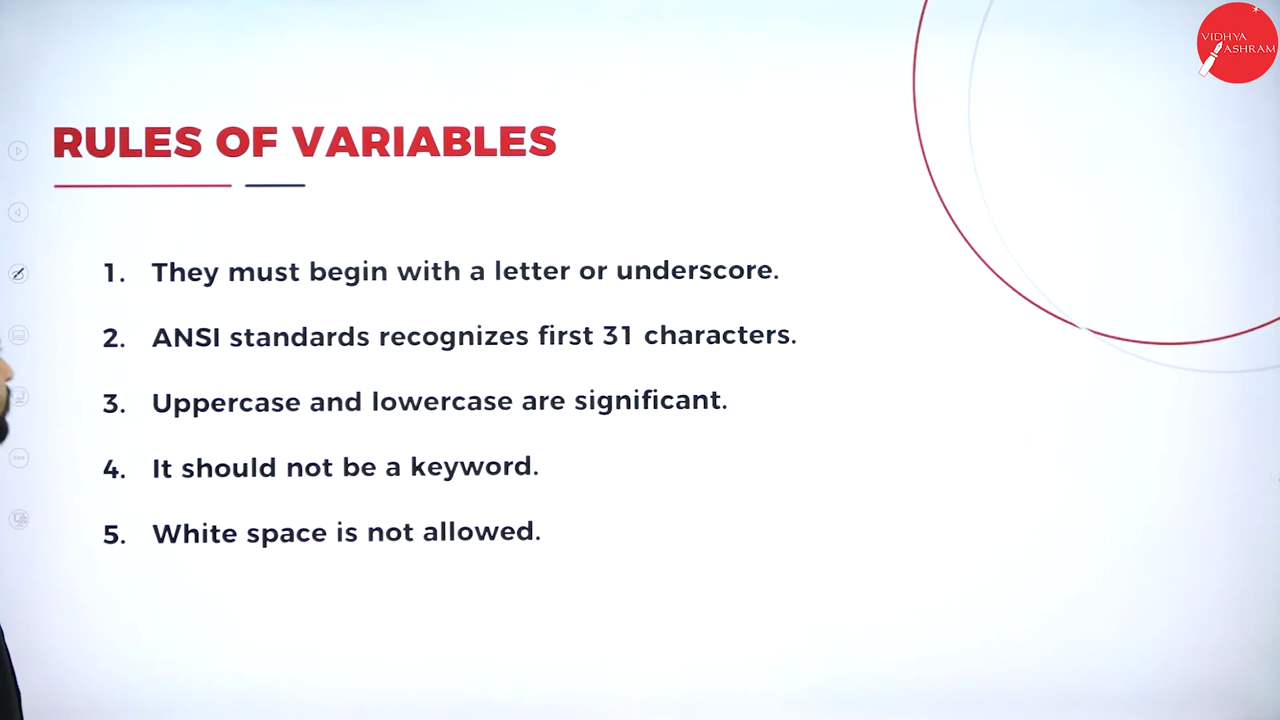 VIDHYA
ASHRAM
RULES OF VARIABLES
1. They must begin with a letter or underscore.
2. ANSI standards recognizes first 31 characters.
3. Uppercase and lowercase are significant.
4. It should not be a keyword.
5. White space is not allowed.